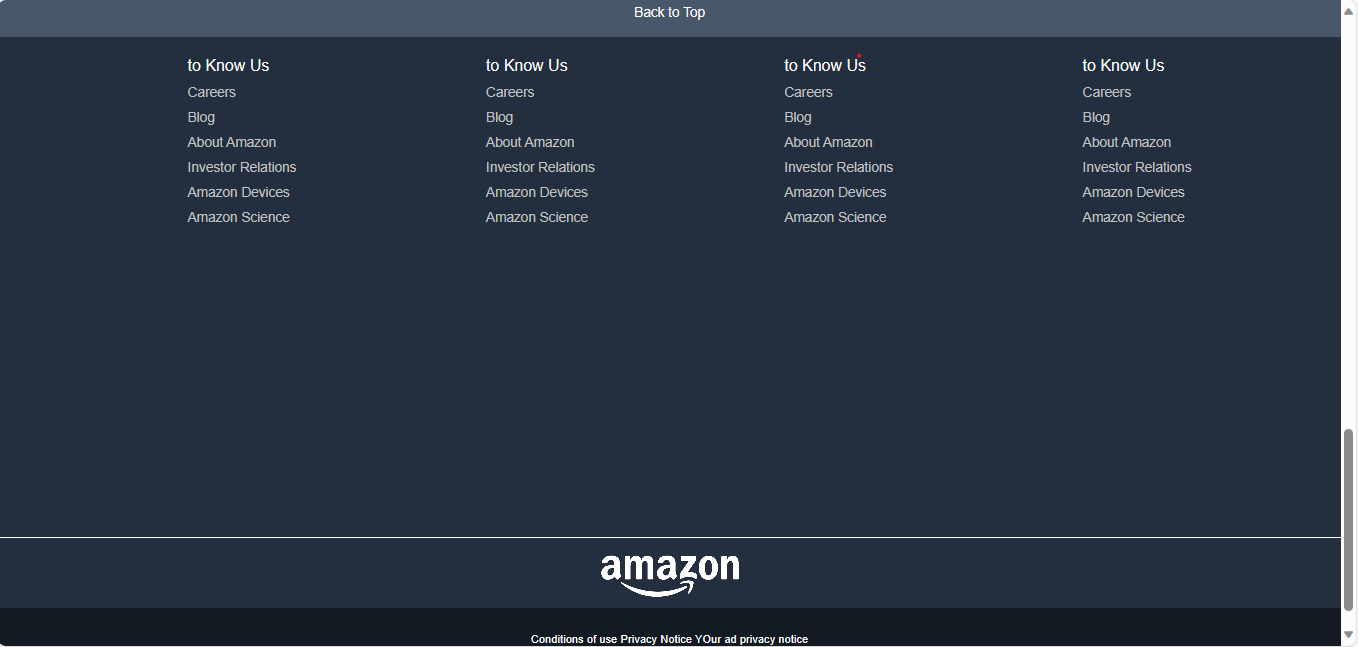 Back to Top
to Know Us
Careers
Blog
About Amazon
Investor Relations
Amazon Devices
Amazon Science
to Know Us
Careers
Blog
About Amazon
Investor Relations
Amazon Devices
Amazon Science
to Know Us
Careers
Blog
About Amazon
Investor Relations
Amazon Devices
Amazon Science
to Know Us
Careers
Blog
About Amazon
Investor Relations
Amazon Devices
Amazon Science
amazon
Conditions of use Privacy Notice YOur ad privacy notice